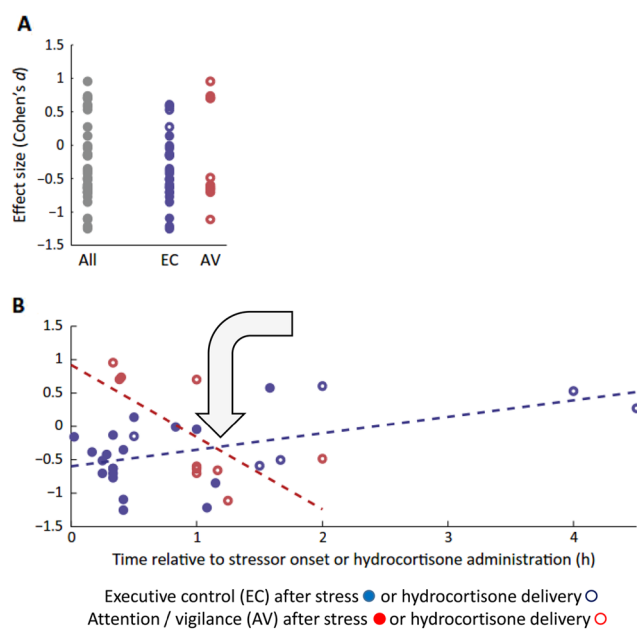 A
1.5
1
0.5
0
−0.5
−1
−1.5
Effect size (Cohen's d)
All EC AV
B
1.5
1
0.5
0
−0.5
−1
−1.5
0 1 2 3 4
Time relative to stressor onset or hydrocortisone administration (h)
Executive control (EC) after stress or hydrocortisone delivery
Attention / vigilance (AV) after stress or hydrocortisone delivery